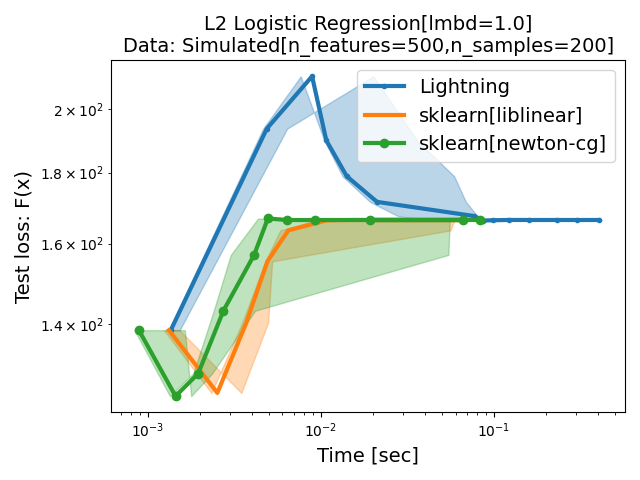 L2 Logistic Regression[lmbd=1.0]
Data: Simulated[n_features=500,n_samples=200]
Lightning
sklearn[liblinear]
sklearn[newton-cg]
Test loss: F(x)
2 × 10²
1.8 × 10²
1.6 × 10²
1.4 × 10²
10⁻³
10⁻²
10⁻¹
Time [sec]